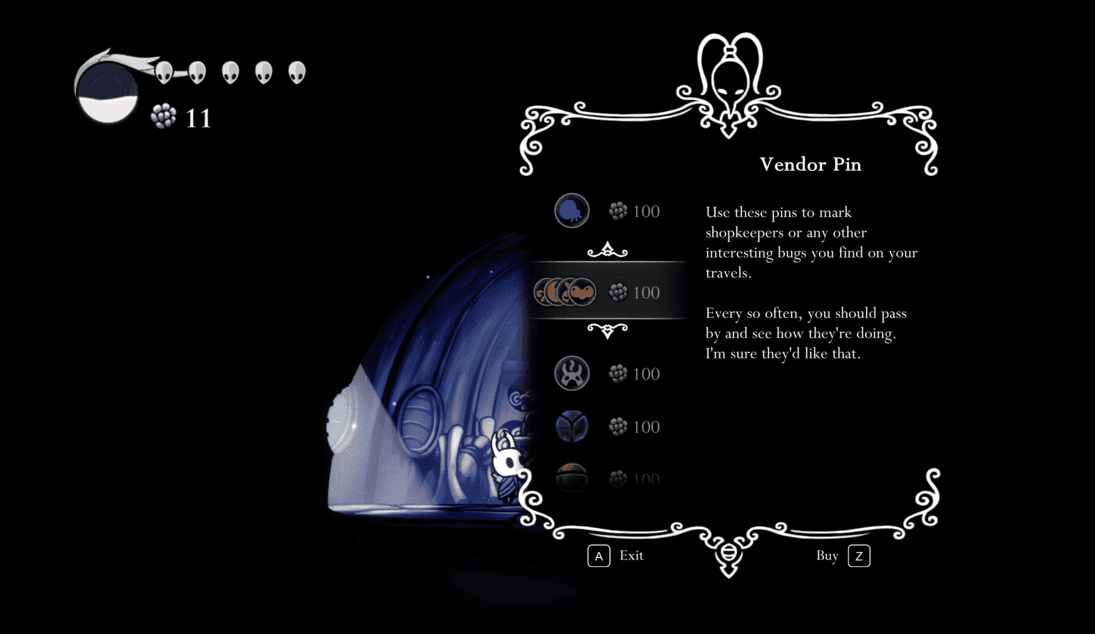 11
Vendor Pin
100
100
100
100
100
Use these pins to mark
shopkeepers or any other
interesting bugs you find on your
travels.
Every so often, you should pass
by and see how they're doing.
I'm sure they'd like that.
A Exit
Buy Z